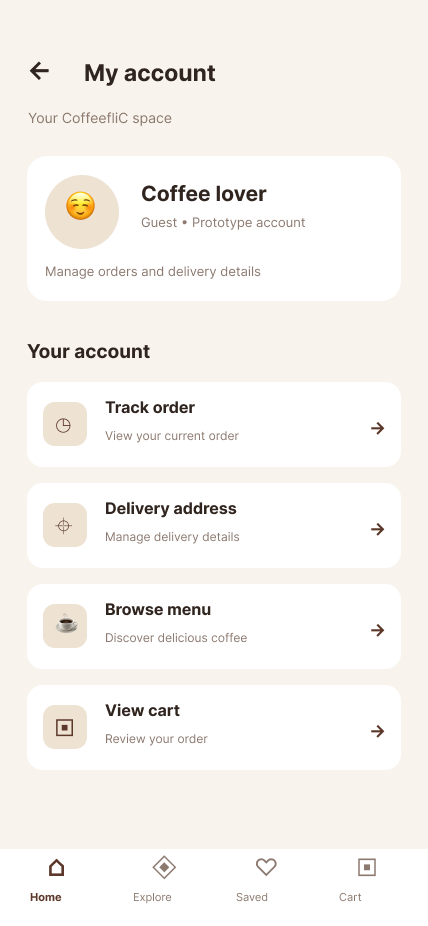 My account
Your CoffeefliC space
Coffee lover
Guest • Prototype account
Manage orders and delivery details
Your account
Track order
View your current order
Delivery address
Manage delivery details
Browse menu
Discover delicious coffee
View cart
Review your order
Home Explore Saved Cart